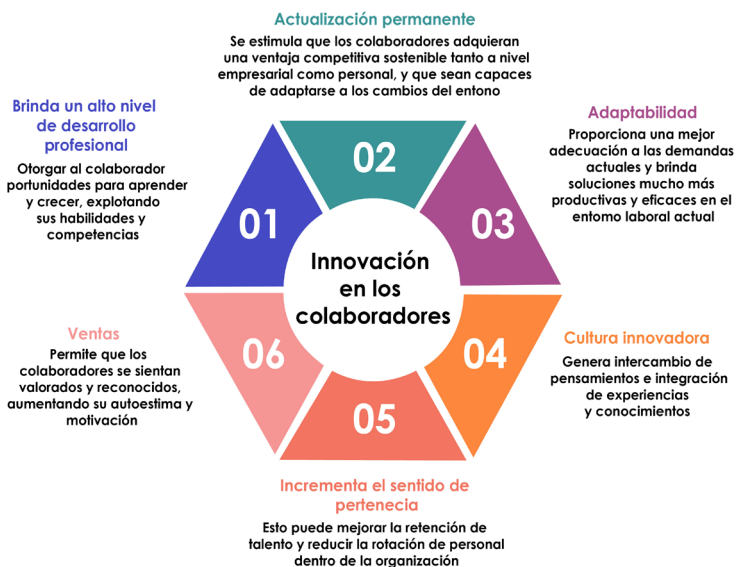 Actualización permanente
Se estimula que los colaboradores adquieran
una ventaja competitiva sostenible tanto a nivel
empresarial como personal, y que sean capaces
de adaptarse a los cambios del entono
Brinda un alto nivel
de desarrollo
profesional
Otorgar al colaborador
portunidades para aprender
y crecer, explotando
sus habilidades y
competencias
Adaptabilidad
Proporciona una mejor
adecuación a las demandas
actuales y brinda
soluciones mucho más
productivas y eficaces en el
entomo laboral actual
01
02
03
Innovación
en los
colaboradores
06
05
04
Ventas
Permite que los
colaboradores se sientan
valorados y reconocidos,
aumentando su autoestima y
motivación
Cultura innovadora
Genera intercambio de
pensamientos e integración
de experiencias
y conocimientos
Incrementa el sentido de
pertenecia
Esto puede mejorar la retención de
talento y reducir la rotación de personal
dentro de la organización